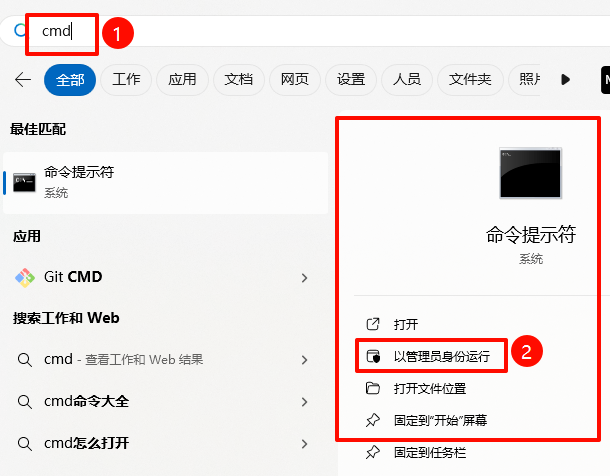 cmd
1
全部 工作 应用 文档 网页 设置 人员 文件夹 照片
最佳匹配
命令提示符
系统
应用
Git CMD
搜索工作和 Web
cmd - 查看工作和 Web 结果
cmd命令大全
cmd怎么打开
命令提示符
系统
打开
以管理员身份运行
2
打开文件位置
固定到"开始"屏幕
固定到任务栏